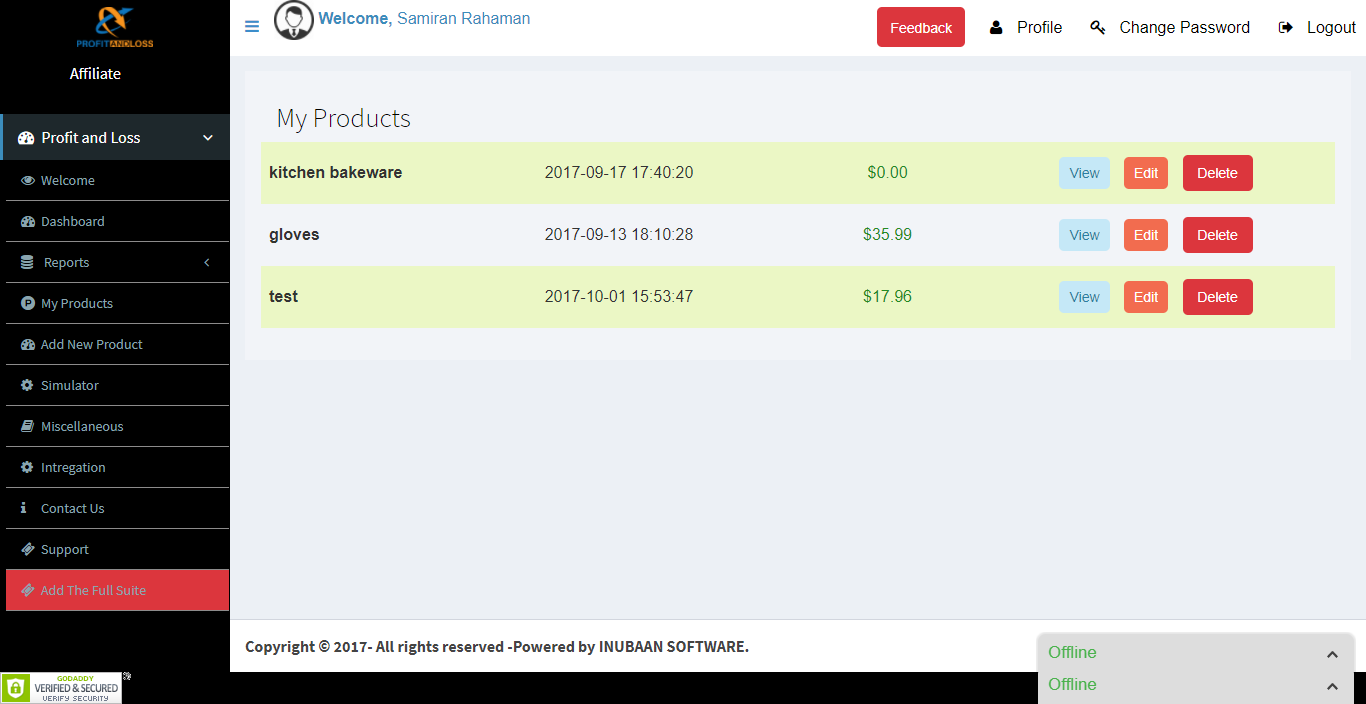 PROFITANDLOSS
Affiliate
Profit and Loss
Welcome
Dashboard
Reports
My Products
Add New Product
Simulator
Miscellaneous
Intregation
Contact Us
Support
Add The Full Suite
GODADDY
VERIFIED & SECURED
VERIFY SECURITY
Welcome, Samiran Rahaman
Feedback Profile Change Password Logout
My Products
kitchen bakeware 2017-09-17 17:40:20 $0.00 View Edit Delete
gloves 2017-09-13 18:10:28 $35.99 View Edit Delete
test 2017-10-01 15:53:47 $17.96 View Edit Delete
Copyright © 2017- All rights reserved -Powered by INUBAAN SOFTWARE.
Offline
Offline